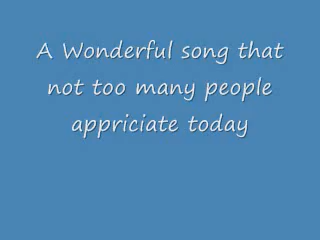 A Wonderful song that
not too many people
appriciate today